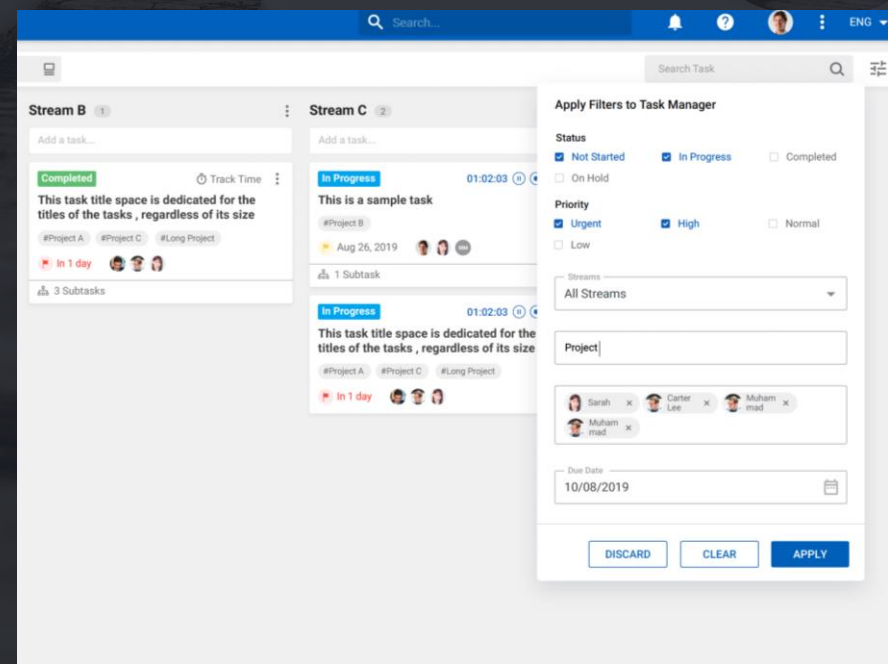 Search...
ENG
Search Task
Stream B 1
Add a task...
Completed
Track Time
This task title space is dedicated for the
titles of the tasks , regardless of its size
#Project A #Project C #Long Project
In 1 day
3 Subtasks
Stream C 2
Add a task...
In Progress 01:02:03
This is a sample task
#Project B
Aug 26, 2019
1 Subtask
In Progress 01:02:03
This task title space is dedicated for the
titles of the tasks , regardless of its size
#Project A #Project C #Long Project
In 1 day
Apply Filters to Task Manager
Status
Not Started In Progress Completed
On Hold
Priority
Urgent High Normal
Low
Streams
All Streams
Project
Sarah
Carter
Lee
Muham
mad
Muham
mad
Due Date
10/08/2019
DISCARD CLEAR APPLY